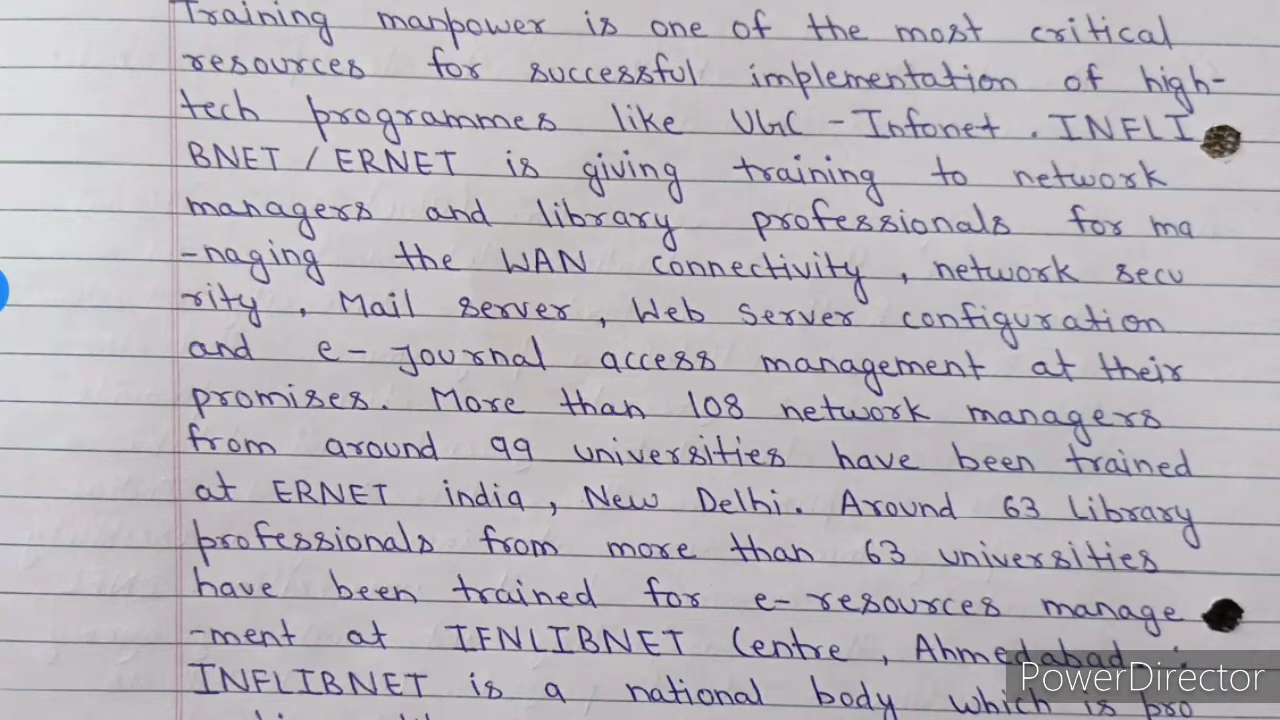 Training manpower is one of the most critical
resources for successful implementation of high-
tech programmes like UGC - Infonet . INFLI
BNET / ERNET is giving training to network
managers and library professionals for ma
-naging the WAN connectivity , network secu
rity , Mail server , Web Server configuration
and e- journal access management at their
promises. More than 108 network managers
from around 99 universities have been trained
at ERNET india , New Delhi. Around 63 library
professionals from more than 63 universities
have been trained for e- resources manage
-ment at IFNLIBNET Centre , Ahmedabad .
INFLIBNET is a national body which is pro
PowerDirector